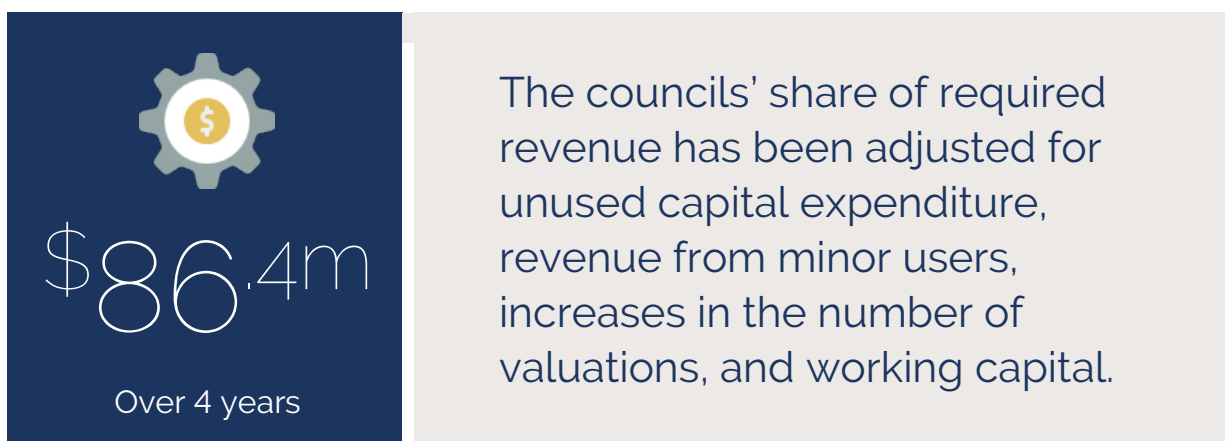 $
$86.4m
Over 4 years
The councils’ share of required
revenue has been adjusted for
unused capital expenditure,
revenue from minor users,
increases in the number of
valuations, and working capital.